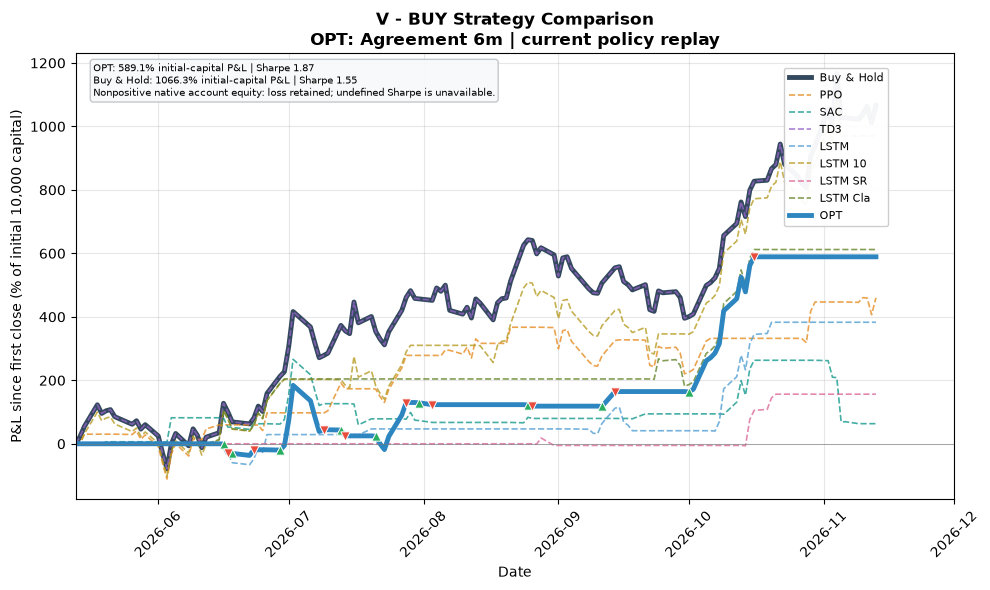 V - BUY Strategy Comparison
OPT: Agreement 6m | current policy replay
OPT: 589.1% initial-capital P&L | Sharpe 1.87
Buy & Hold: 1066.3% initial-capital P&L | Sharpe 1.55
Nonpositive native account equity: loss retained; undefined Sharpe is unavailable.
Buy & Hold
PPO
SAC
TD3
LSTM
LSTM 10
LSTM SR
LSTM Cla
OPT
P&L since first close (% of initial 10,000 capital)
1200
1000
800
600
400
200
0
2026-06
2026-07
2026-08
2026-09
2026-10
2026-11
2026-12
Date